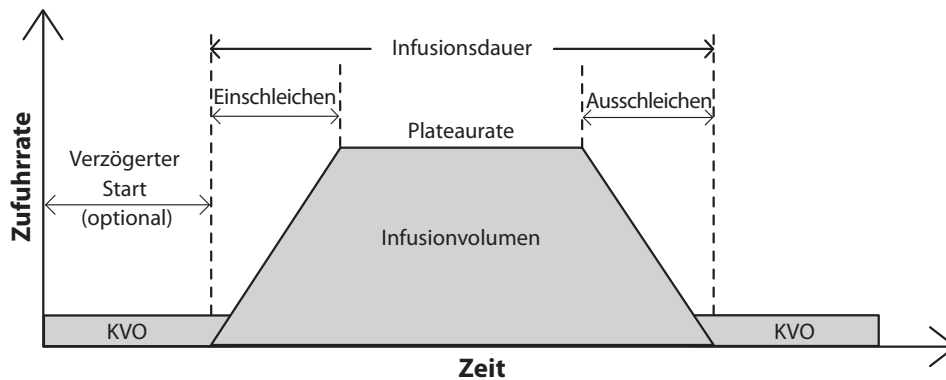 Infusionsdauer
Einschleichen
Ausschleichen
Plateaurate
Verzögerter
Start
(optional)
Zufuhrrate
Infusionvolumen
KVO
KVO
Zeit